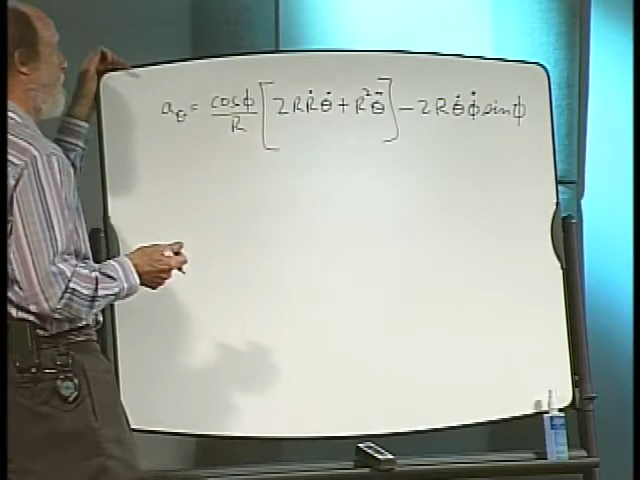 a_θ = cosφ/R [2RṘθ̇ + R²θ̈] − 2Rθ̇φ̇ sinφ